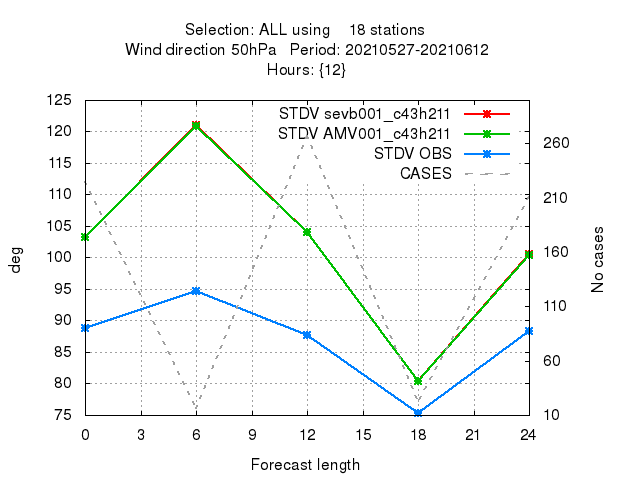 Selection: ALL using 18 stations
Wind direction 50hPa Period: 20210527-20210612
Hours: {12}
STDV sevb001_c43h211
STDV AMV001_c43h211
STDV OBS
CASES
125
120
115
110
105
100
95
90
85
80
75
deg
260
210
160
110
60
10
No cases
0 3 6 9 12 15 18 21 24
Forecast length